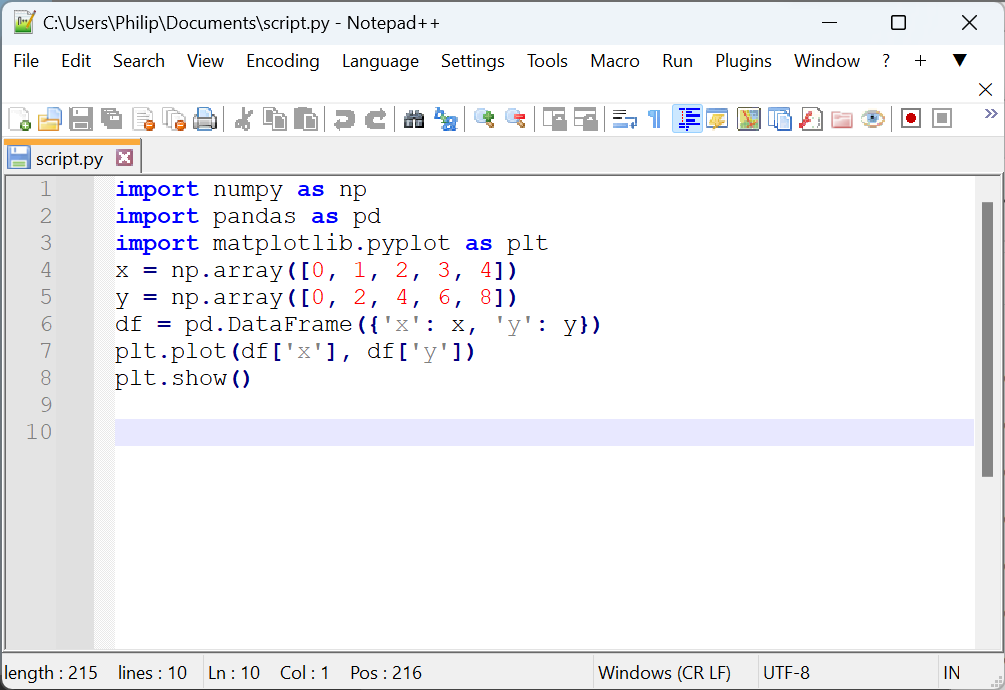 C:\Users\Philip\Documents\script.py - Notepad++
File Edit Search View Encoding Language Settings Tools Macro Run Plugins Window ? + ▼
script.py
1 import numpy as np
2 import pandas as pd
3 import matplotlib.pyplot as plt
4 x = np.array([0, 1, 2, 3, 4])
5 y = np.array([0, 2, 4, 6, 8])
6 df = pd.DataFrame({'x': x, 'y': y})
7 plt.plot(df['x'], df['y'])
8 plt.show()
9
10
length : 215 lines : 10 Ln : 10 Col : 1 Pos : 216 Windows (CR LF) UTF-8 IN